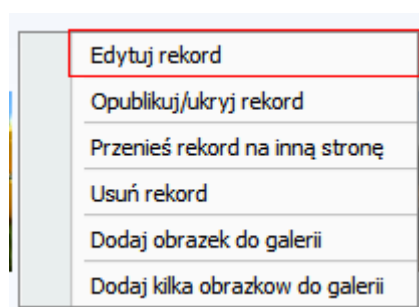 Edytuj rekord
Opublikuj/ukryj rekord
Przenieś rekord na inną stronę
Usuń rekord
Dodaj obrazek do galerii
Dodaj kilka obrazkow do galerii